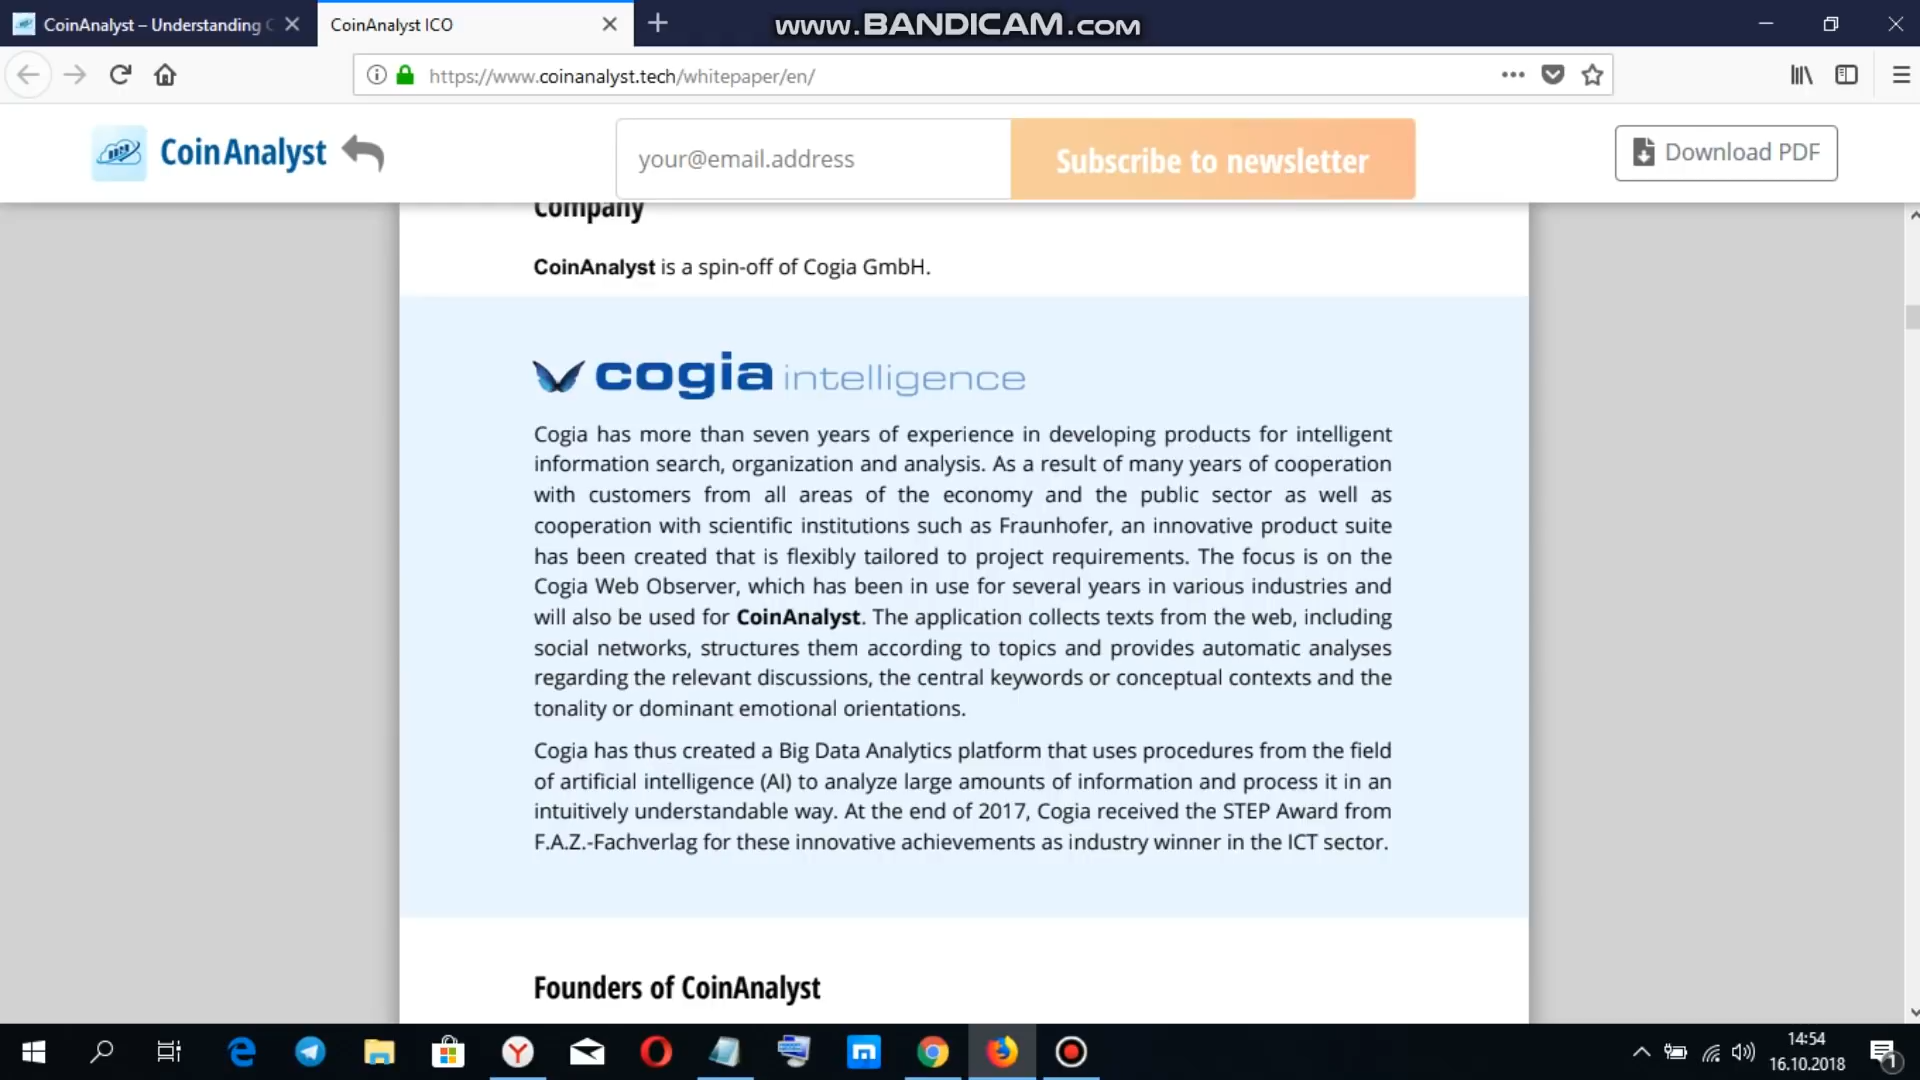 CoinAnalyst – Understanding C
CoinAnalyst ICO
www.BANDICAM.com
https://www.coinanalyst.tech/whitepaper/en/
CoinAnalyst
your@email.address
Subscribe to newsletter
Download PDF
Company
CoinAnalyst is a spin-off of Cogia GmbH.
cogia intelligence
Cogia has more than seven years of experience in developing products for intelligent
information search, organization and analysis. As a result of many years of cooperation
with customers from all areas of the economy and the public sector as well as
cooperation with scientific institutions such as Fraunhofer, an innovative product suite
has been created that is flexibly tailored to project requirements. The focus is on the
Cogia Web Observer, which has been in use for several years in various industries and
will also be used for CoinAnalyst. The application collects texts from the web, including
social networks, structures them according to topics and provides automatic analyses
regarding the relevant discussions, the central keywords or conceptual contexts and the
tonality or dominant emotional orientations.
Cogia has thus created a Big Data Analytics platform that uses procedures from the field
of artificial intelligence (AI) to analyze large amounts of information and process it in an
intuitively understandable way. At the end of 2017, Cogia received the STEP Award from
F.A.Z.-Fachverlag for these innovative achievements as industry winner in the ICT sector.
Founders of CoinAnalyst
14:54
16.10.2018
1